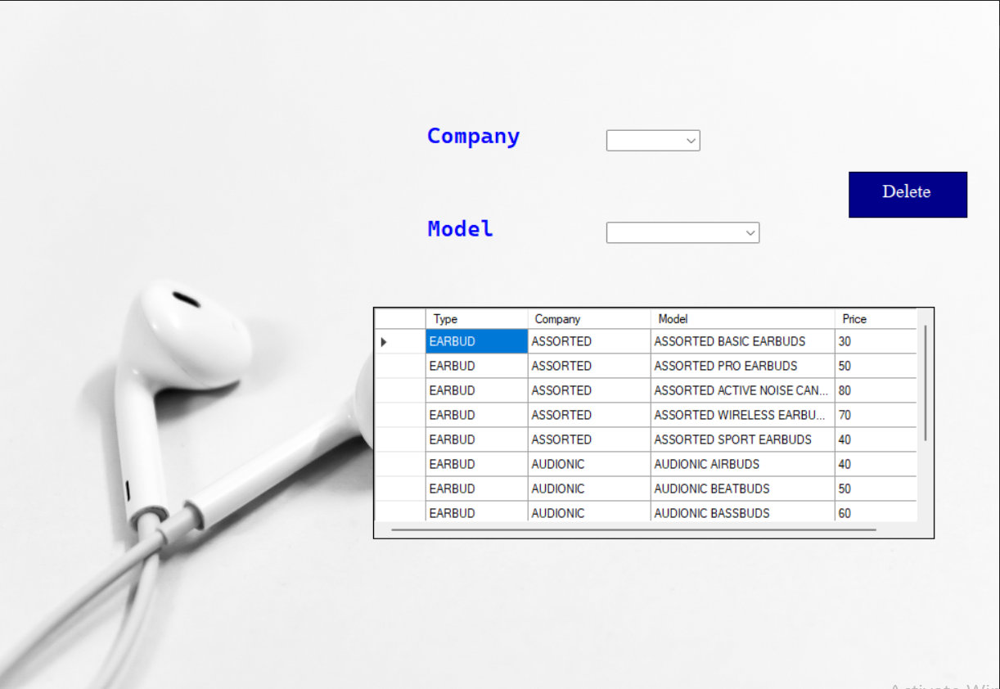 Company
Delete
Model
Type Company Model Price
EARBUD ASSORTED ASSORTED BASIC EARBUDS 30
EARBUD ASSORTED ASSORTED PRO EARBUDS 50
EARBUD ASSORTED ASSORTED ACTIVE NOISE CAN... 80
EARBUD ASSORTED ASSORTED WIRELESS EARBU... 70
EARBUD ASSORTED ASSORTED SPORT EARBUDS 40
EARBUD AUDIONIC AUDIONIC AIRBUDS 40
EARBUD AUDIONIC AUDIONIC BEATBUDS 50
EARBUD AUDIONIC AUDIONIC BASSBUDS 60